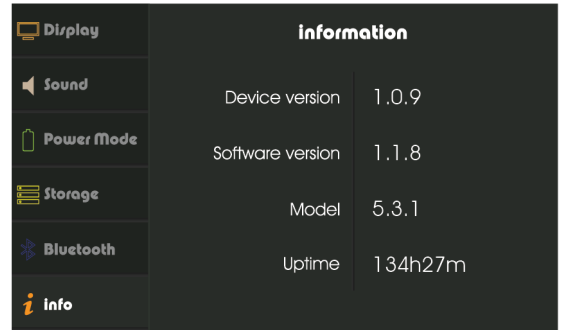 Display
Sound
Power Mode
Storage
Bluetooth
info
information
Device version 1.0.9
Software version 1.1.8
Model 5.3.1
Uptime 134h27m